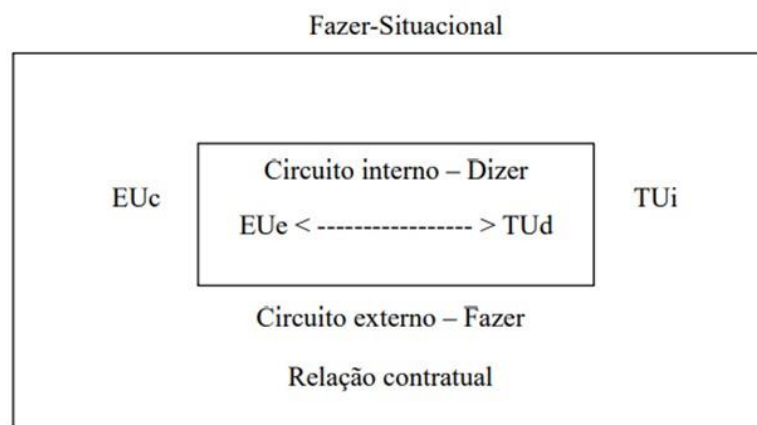 Fazer-Situacional
Circuito interno – Dizer
EUc
TUi
EUe < ----------------- > TUd
Circuito externo – Fazer
Relação contratual